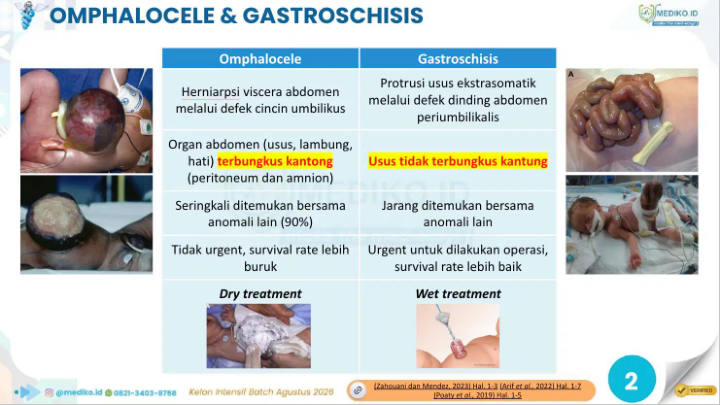 OMPHALOCELE & GASTROSCHISIS
MEDIKO.ID
Omphalocele
Gastroschisis
Herniarpsi viscera abdomen
melalui defek cincin umbilikus
Protrusi usus ekstrasomatik
melalui defek dinding abdomen
periumbilikalis
Organ abdomen (usus, lambung,
hati) terbungkus kantong
(peritoneum dan amnion)
Usus tidak terbungkus kantung
Seringkali ditemukan bersama
anomali lain (90%)
Jarang ditemukan bersama
anomali lain
Tidak urgent, survival rate lebih
buruk
Urgent untuk dilakukan operasi,
survival rate lebih baik
Dry treatment
Wet treatment
A
MEDIKO.ID
@mediko.id 0821-3403-9768 Kelan Intensif Batch Agustus 2026
(Zahouani dan Mendez, 2023) Hal. 1-3 (Arif et al., 2022) Hal. 1-7
(Poaty et al., 2019) Hal. 1-5
2
VERIFIED